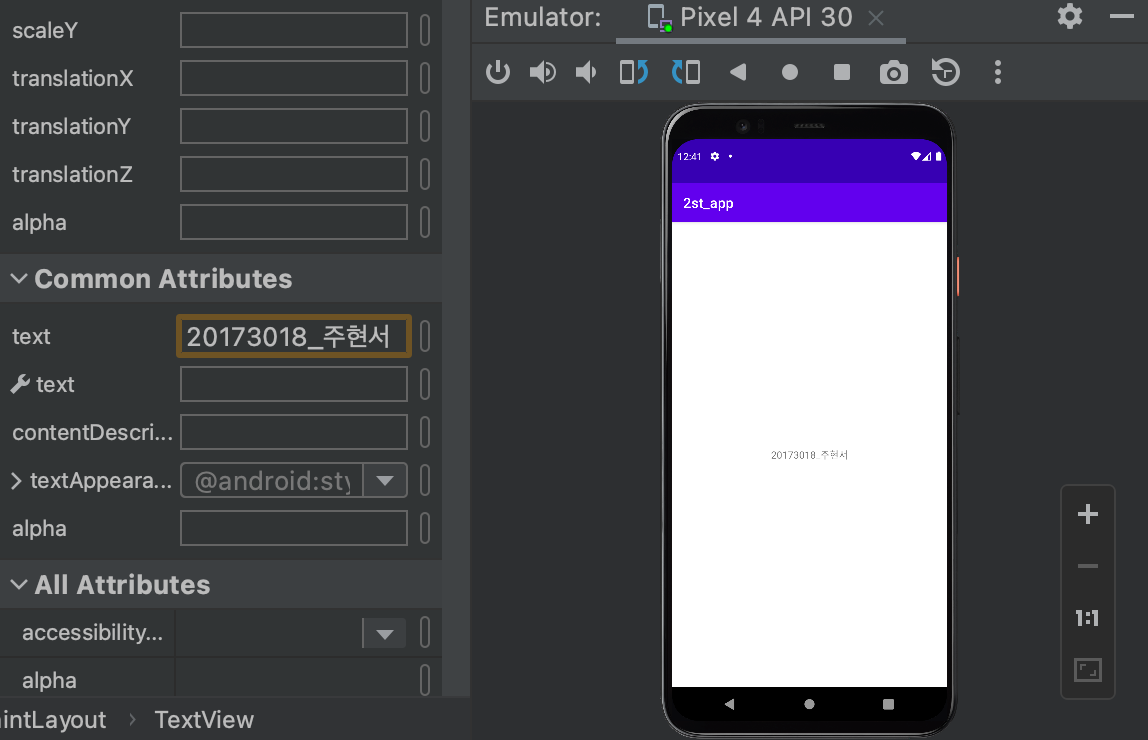 scaleY
translationX
translationY
translationZ
alpha
Common Attributes
text 20173018_주현서
text
contentDescri...
textAppeara... @android:sty
alpha
All Attributes
accessibility...
alpha
intLayout > TextView
Emulator: Pixel 4 API 30
12:41
2st_app
20173018_주현서
1:1